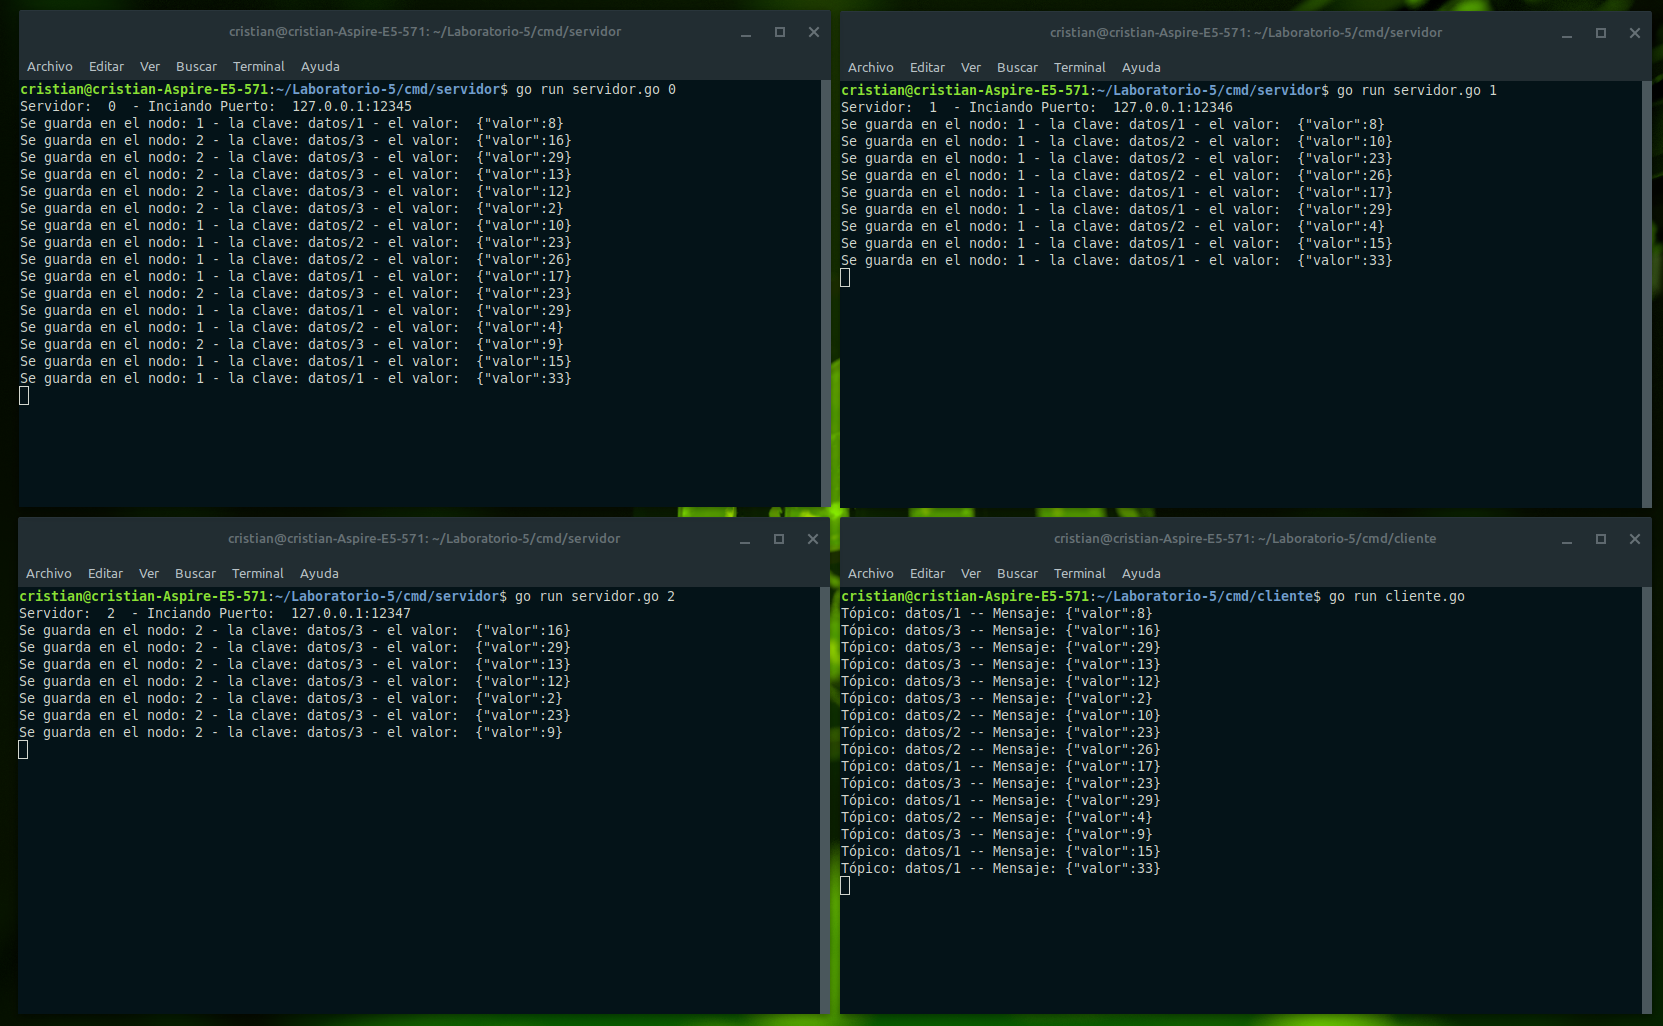 cristian@cristian-Aspire-E5-571: ~/Laboratorio-5/cmd/servidor
Archivo Editar Ver Buscar Terminal Ayuda
cristian@cristian-Aspire-E5-571:~/Laboratorio-5/cmd/servidor$ go run servidor.go 0
Servidor:  0  - Inciando Puerto:  127.0.0.1:12345
Se guarda en el nodo: 1 - la clave: datos/1 - el valor:  {"valor":8}
Se guarda en el nodo: 2 - la clave: datos/3 - el valor:  {"valor":16}
Se guarda en el nodo: 2 - la clave: datos/3 - el valor:  {"valor":29}
Se guarda en el nodo: 2 - la clave: datos/3 - el valor:  {"valor":13}
Se guarda en el nodo: 2 - la clave: datos/3 - el valor:  {"valor":12}
Se guarda en el nodo: 2 - la clave: datos/3 - el valor:  {"valor":2}
Se guarda en el nodo: 1 - la clave: datos/2 - el valor:  {"valor":10}
Se guarda en el nodo: 1 - la clave: datos/2 - el valor:  {"valor":23}
Se guarda en el nodo: 1 - la clave: datos/2 - el valor:  {"valor":26}
Se guarda en el nodo: 1 - la clave: datos/1 - el valor:  {"valor":17}
Se guarda en el nodo: 2 - la clave: datos/3 - el valor:  {"valor":23}
Se guarda en el nodo: 1 - la clave: datos/1 - el valor:  {"valor":29}
Se guarda en el nodo: 1 - la clave: datos/2 - el valor:  {"valor":4}
Se guarda en el nodo: 2 - la clave: datos/3 - el valor:  {"valor":9}
Se guarda en el nodo: 1 - la clave: datos/1 - el valor:  {"valor":15}
Se guarda en el nodo: 1 - la clave: datos/1 - el valor:  {"valor":33}
cristian@cristian-Aspire-E5-571: ~/Laboratorio-5/cmd/servidor
Archivo Editar Ver Buscar Terminal Ayuda
cristian@cristian-Aspire-E5-571:~/Laboratorio-5/cmd/servidor$ go run servidor.go 1
Servidor:  1  - Inciando Puerto:  127.0.0.1:12346
Se guarda en el nodo: 1 - la clave: datos/1 - el valor:  {"valor":8}
Se guarda en el nodo: 1 - la clave: datos/2 - el valor:  {"valor":10}
Se guarda en el nodo: 1 - la clave: datos/2 - el valor:  {"valor":23}
Se guarda en el nodo: 1 - la clave: datos/2 - el valor:  {"valor":26}
Se guarda en el nodo: 1 - la clave: datos/1 - el valor:  {"valor":17}
Se guarda en el nodo: 1 - la clave: datos/1 - el valor:  {"valor":29}
Se guarda en el nodo: 1 - la clave: datos/2 - el valor:  {"valor":4}
Se guarda en el nodo: 1 - la clave: datos/1 - el valor:  {"valor":15}
Se guarda en el nodo: 1 - la clave: datos/1 - el valor:  {"valor":33}
cristian@cristian-Aspire-E5-571: ~/Laboratorio-5/cmd/servidor
Archivo Editar Ver Buscar Terminal Ayuda
cristian@cristian-Aspire-E5-571:~/Laboratorio-5/cmd/servidor$ go run servidor.go 2
Servidor:  2  - Inciando Puerto:  127.0.0.1:12347
Se guarda en el nodo: 2 - la clave: datos/3 - el valor:  {"valor":16}
Se guarda en el nodo: 2 - la clave: datos/3 - el valor:  {"valor":29}
Se guarda en el nodo: 2 - la clave: datos/3 - el valor:  {"valor":13}
Se guarda en el nodo: 2 - la clave: datos/3 - el valor:  {"valor":12}
Se guarda en el nodo: 2 - la clave: datos/3 - el valor:  {"valor":2}
Se guarda en el nodo: 2 - la clave: datos/3 - el valor:  {"valor":23}
Se guarda en el nodo: 2 - la clave: datos/3 - el valor:  {"valor":9}
cristian@cristian-Aspire-E5-571: ~/Laboratorio-5/cmd/cliente
Archivo Editar Ver Buscar Terminal Ayuda
cristian@cristian-Aspire-E5-571:~/Laboratorio-5/cmd/cliente$ go run cliente.go
Tópico: datos/1 -- Mensaje: {"valor":8}
Tópico: datos/3 -- Mensaje: {"valor":16}
Tópico: datos/3 -- Mensaje: {"valor":29}
Tópico: datos/3 -- Mensaje: {"valor":13}
Tópico: datos/3 -- Mensaje: {"valor":12}
Tópico: datos/3 -- Mensaje: {"valor":2}
Tópico: datos/2 -- Mensaje: {"valor":10}
Tópico: datos/2 -- Mensaje: {"valor":23}
Tópico: datos/2 -- Mensaje: {"valor":26}
Tópico: datos/1 -- Mensaje: {"valor":17}
Tópico: datos/3 -- Mensaje: {"valor":23}
Tópico: datos/1 -- Mensaje: {"valor":29}
Tópico: datos/2 -- Mensaje: {"valor":4}
Tópico: datos/3 -- Mensaje: {"valor":9}
Tópico: datos/1 -- Mensaje: {"valor":15}
Tópico: datos/1 -- Mensaje: {"valor":33}